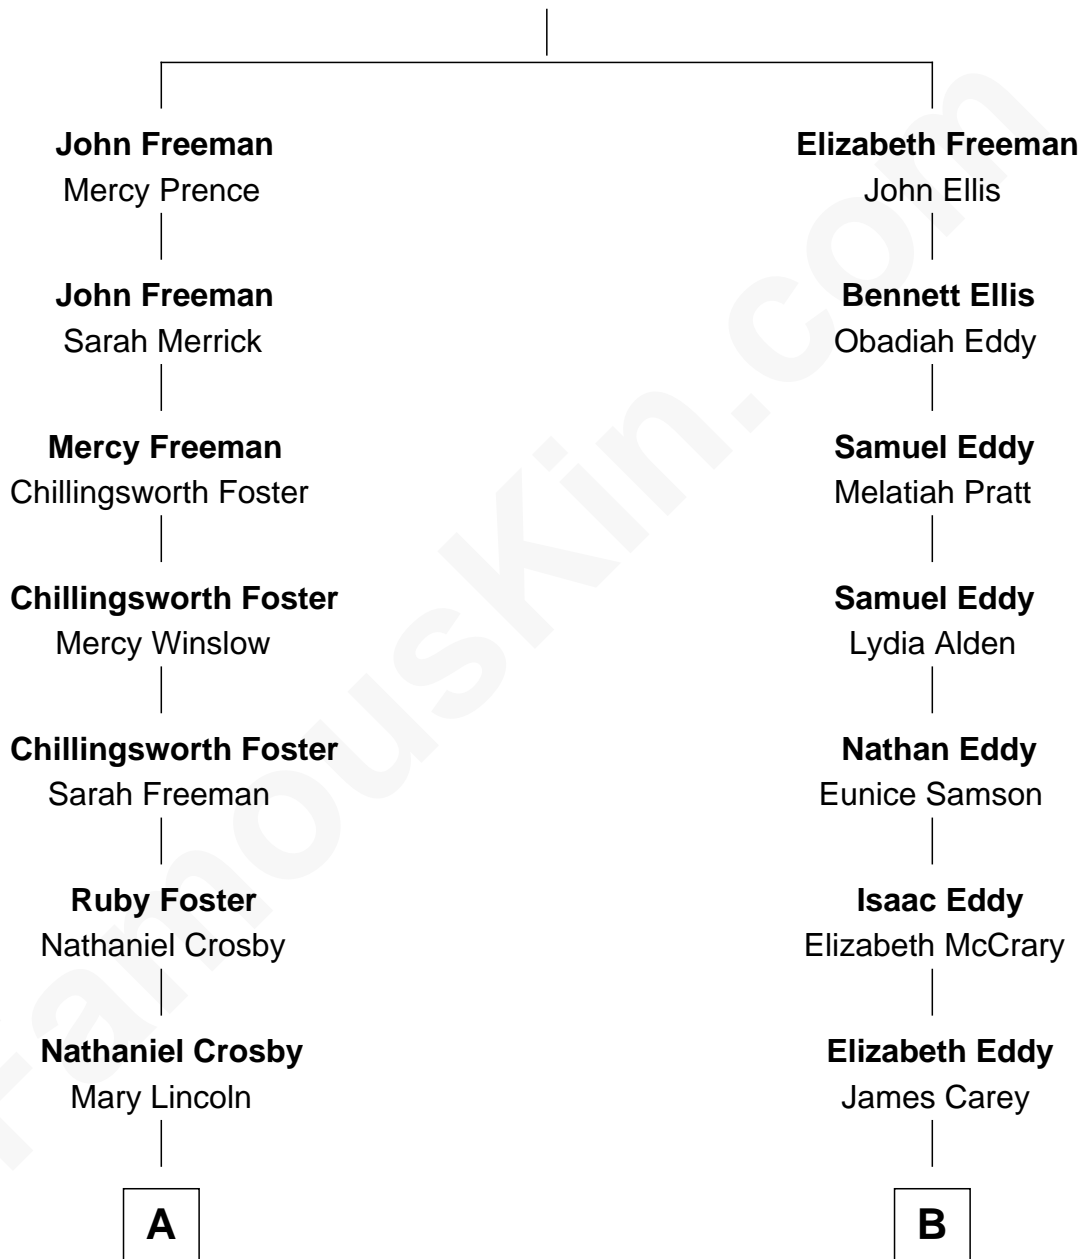 John Freeman
Mercy Prence
John Freeman
Sarah Merrick
Mercy Freeman
Chillingsworth Foster
Chillingsworth Foster
Mercy Winslow
Chillingsworth Foster
Sarah Freeman
Ruby Foster
Nathaniel Crosby
Nathaniel Crosby
Mary Lincoln
A
Elizabeth Freeman
John Ellis
Bennett Ellis
Obadiah Eddy
Samuel Eddy
Melatiah Pratt
Samuel Eddy
Lydia Alden
Nathan Eddy
Eunice Samson
Isaac Eddy
Elizabeth McCrary
Elizabeth Eddy
James Carey
B
FamousKin.com